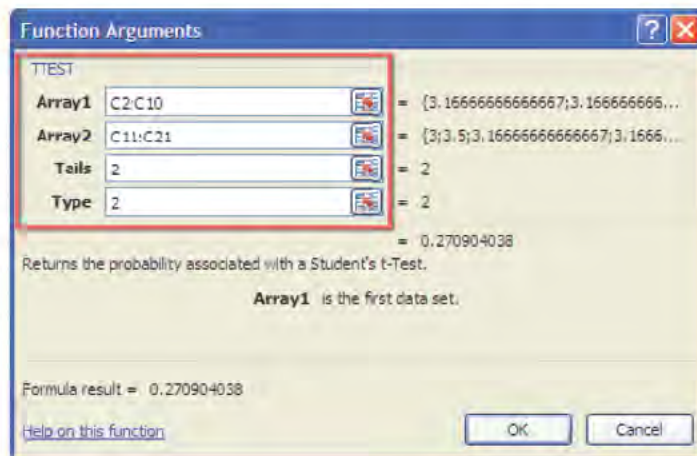 Function Arguments
TTEST
Array1 C2:C10 = {3.16666666666667;3.166666666...
Array2 C11:C21 = {3;3.5;3.16666666666667;3.1666...
Tails 2 = 2
Type 2 = 2
= 0.270904038
Returns the probability associated with a Student's t-Test.
Array1 is the first data set.
Formula result = 0.270904038
Help on this function OK Cancel